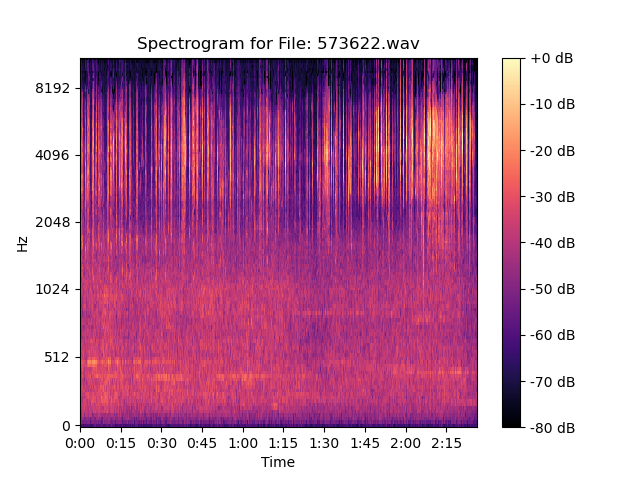 Spectrogram for File: 573622.wav
8192
4096
2048
1024
512
0
Hz
0:00
0:15
0:30
0:45
1:00
1:15
1:30
1:45
2:00
2:15
Time
+0 dB
-10 dB
-20 dB
-30 dB
-40 dB
-50 dB
-60 dB
-70 dB
-80 dB